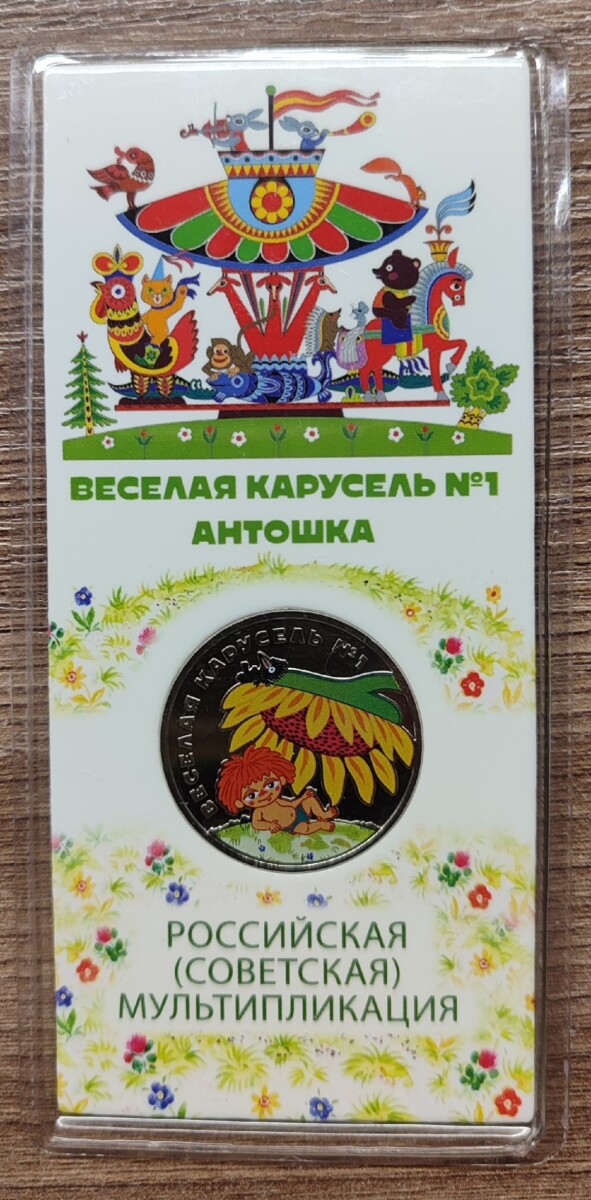 ВЕСЕЛАЯ КАРУСЕЛЬ №1
АНТОШКА
ВЕСЕЛАЯ КАРУСЕЛЬ №1
РОССИЙСКАЯ
(СОВЕТСКАЯ)
МУЛЬТИПЛИКАЦИЯ